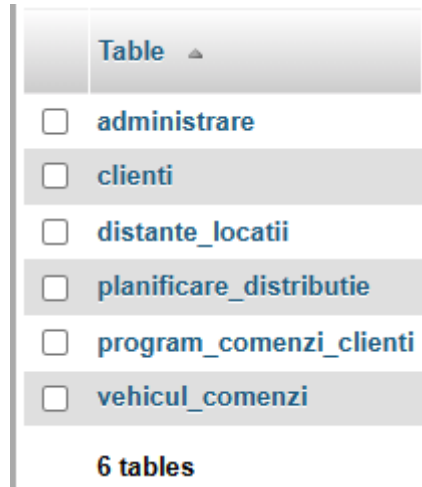 Table
administrare
clienti
distante_locatii
planificare_distributie
program_comenzi_clienti
vehicul_comenzi
6 tables